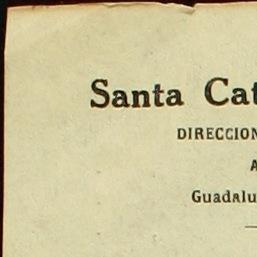 Santa Cat
DIRECCION
A
Guadalu